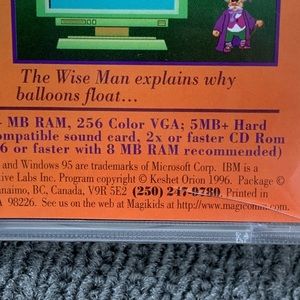 The Wise Man explains why
balloons float...
MB RAM, 256 Color VGA; 5MB+ Hard
ompatible sound card, 2x or faster CD Rom
6 or faster with 8 MB RAM recommended)
and Windows 95 are trademarks of Microsoft Corp. IBM is a
tive Labs Inc. Program copyright © Keshet Orion 1996. Package ©
anaimo, BC, Canada, V9R 5E2 (250) 247-9780, Printed in
A 98226. See us on the web at Magikids at http://www.magicomm.com